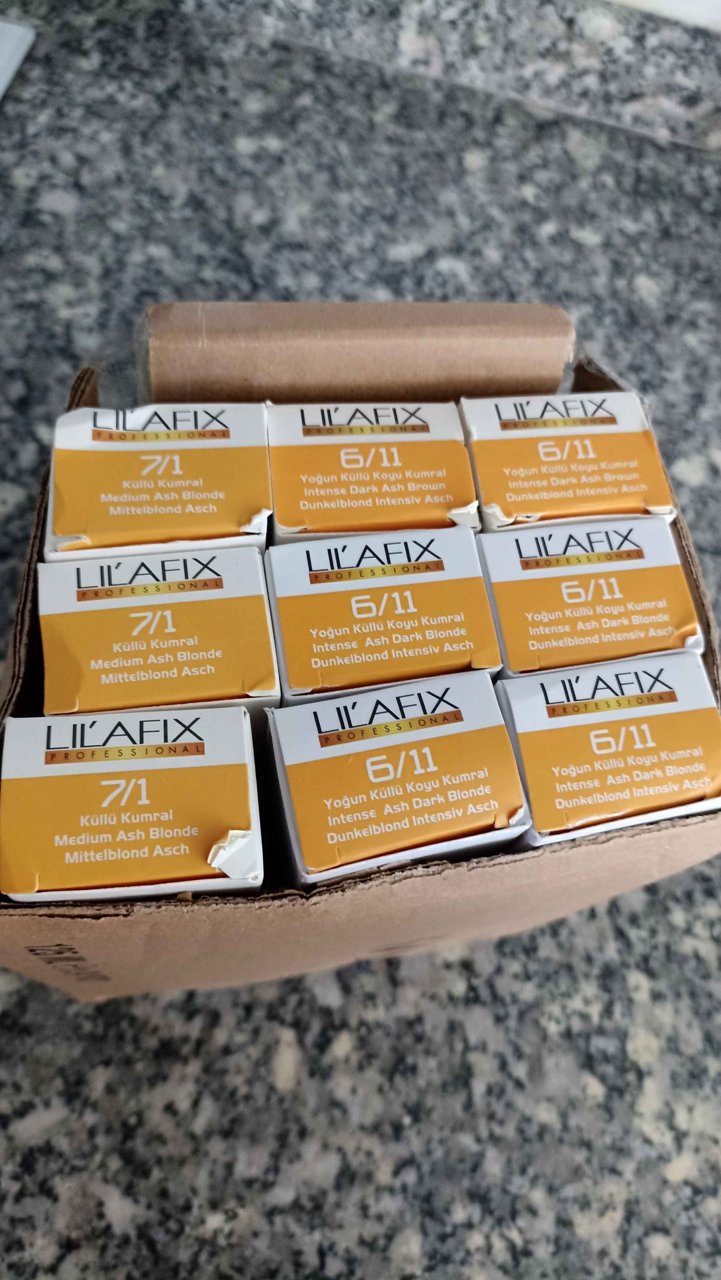 LIL'AFIX
PROFESSIONAL
7/1
Küllü Kumral
Medium Ash Blonde
Mittelblond Asch
LIL'AFIX
PROFESSIONAL
6/11
Yoğun Küllü Koyu Kumral
Intense Dark Ash Brown
Dunkelblond Intensiv Asch
LIL'AFIX
PROFESSIONAL
6/11
Yoğun Küllü Koyu Kumral
Intense Dark Ash Brown
Dunkelblond Intensiv Asch
LIL'AFIX
PROFESSIONAL
7/1
Küllü Kumral
Medium Ash Blonde
Mittelblond Asch
LIL'AFIX
PROFESSIONAL
6/11
Yoğun Küllü Koyu Kumral
Intense Ash Dark Blonde
Dunkelblond Intensiv Asch
LIL'AFIX
PROFESSIONAL
6/11
Yoğun Küllü Koyu Kumral
Intense Ash Dark Blonde
Dunkelblond Intensiv Asch
LIL'AFIX
PROFESSIONAL
7/1
Küllü Kumral
Medium Ash Blonde
Mittelblond Asch
LIL'AFIX
PROFESSIONAL
6/11
Yoğun Küllü Koyu Kumral
Intense Ash Dark Blonde
Dunkelblond Intensiv Asch
LIL'AFIX
PROFESSIONAL
6/11
Yoğun Küllü Koyu Kumral
Intense Ash Dark Blonde
Dunkelblond Intensiv Asch